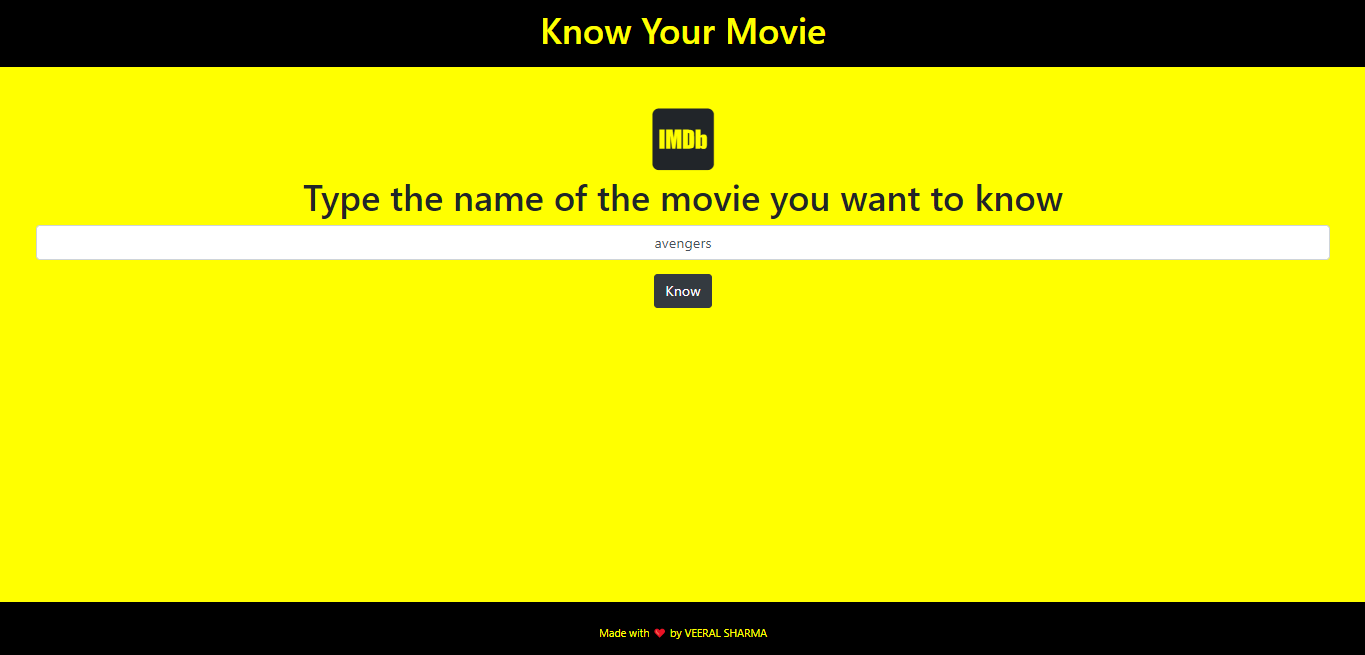 Know Your Movie
IMDb
Type the name of the movie you want to know
avengers
Know
Made with ❤ by VEERAL SHARMA